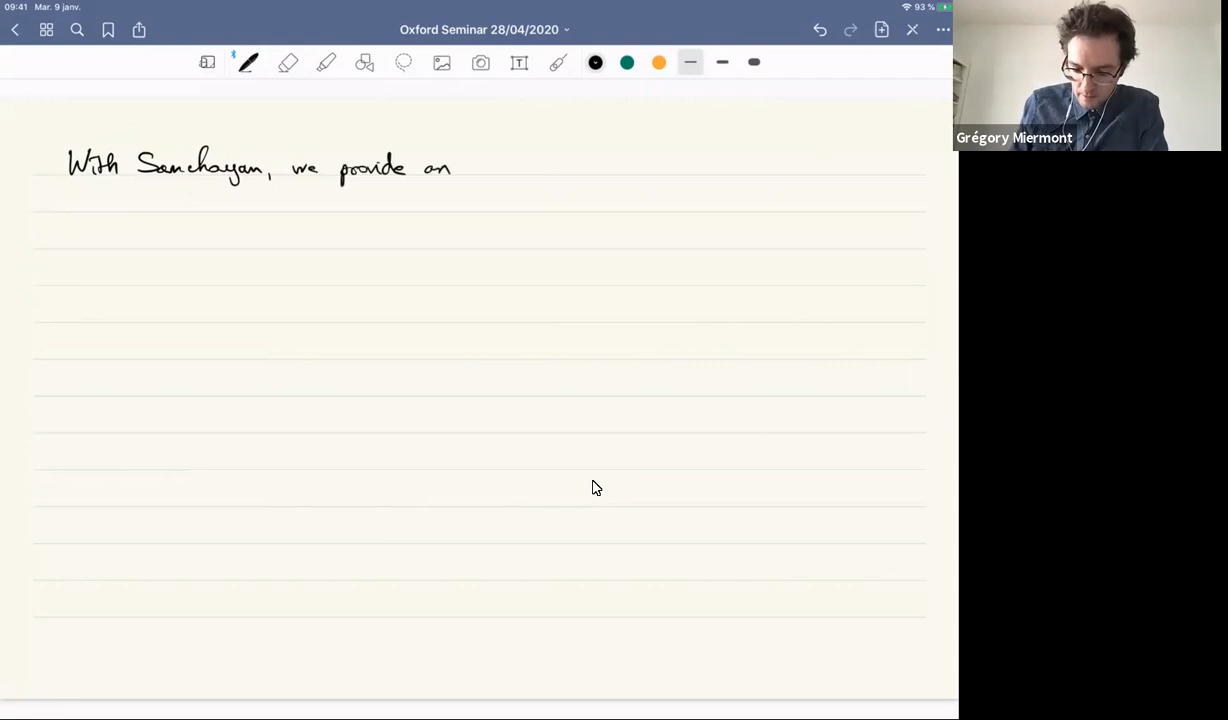 09:41 Mar. 9 janv.
93 %
Oxford Seminar 28/04/2020
With Sanchayan, we provide an
Grégory Miermont